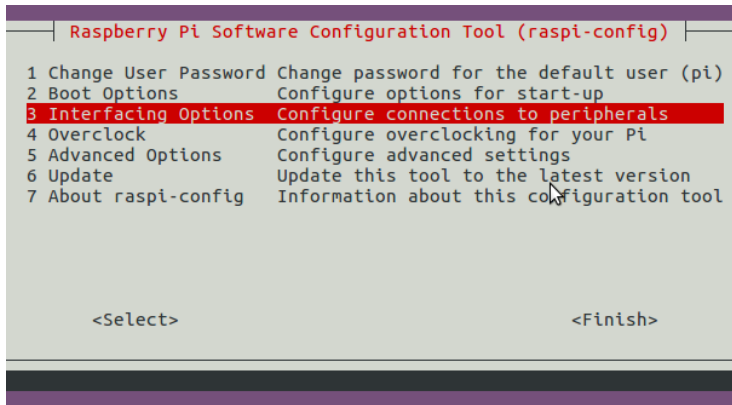 Raspberry Pi Software Configuration Tool (raspi-config)
1 Change User Password Change password for the default user (pi)
2 Boot Options Configure options for start-up
3 Interfacing Options Configure connections to peripherals
4 Overclock Configure overclocking for your Pi
5 Advanced Options Configure advanced settings
6 Update Update this tool to the latest version
7 About raspi-config Information about this configuration tool
<Select> <Finish>